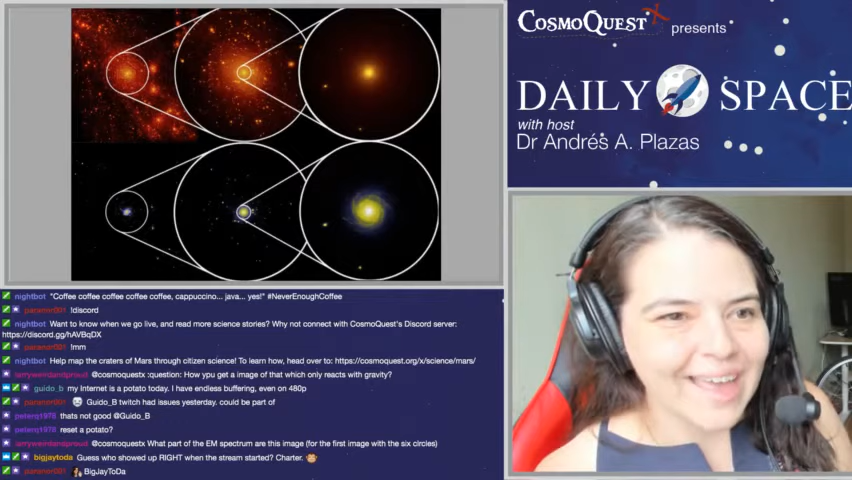 CosmoQuest X presents
DAILY SPACE
with host
Dr Andrés A. Plazas
nightbot "Coffee coffee coffee coffee coffee, cappuccino... java... yes!" #NeverEnoughCoffee
!discord
nightbot Want to know when we go live, and read more science stories? Why not connect with CosmoQuest's Discord server:
https://discord.gg/hAVBqDX
!mm
nightbot Help map the craters of Mars through citizen science! To learn how, head over to: https://cosmoquest.org/x/science/mars/
larryweirdandproud @cosmoquestx :question: How ypu get a image of that which only reacts with gravity?
guido_b my Internet is a potato today. I have endless buffering, even on 480p
Guido_B twitch had issues yesterday. could be part of
peterq1978 thats not good @Guido_B
peterq1978 reset a potato?
larryweirdandproud @cosmoquestx What part of the EM spectrum are this image (for the first image with the six circles)
bigjaytoda Guess who showed up RIGHT when the stream started? Charter.
BigJayToDa